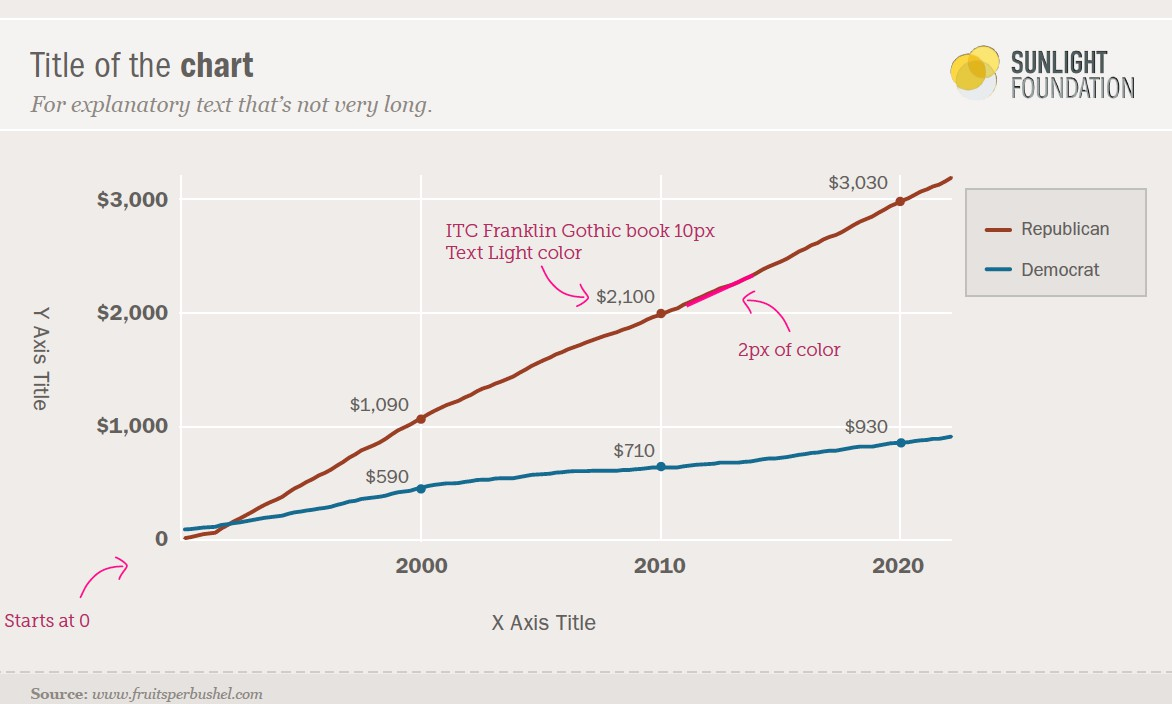 Title of the chart
For explanatory text that's not very long.
SUNLIGHT
FOUNDATION
$3,000
$3,030
Republican
ITC Franklin Gothic book 10px
Text Light color
Democrat
$2,100
$2,000
2px of color
Y Axis Title
$1,090
$1,000
$930
$710
$590
0
2000
2010
2020
Starts at 0
X Axis Title
Source: www.fruitsperbushel.com